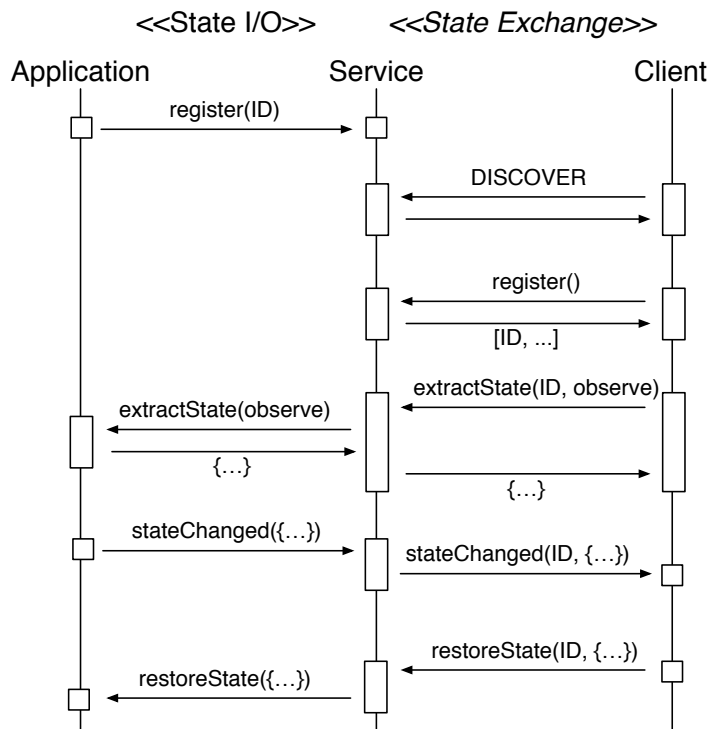 <<State I/O>>
<<State Exchange>>
Application
Service
Client
register(ID)
DISCOVER
register()
[ID, ...]
extractState(ID, observe)
extractState(observe)
{…}
{…}
stateChanged({…})
stateChanged(ID, {…})
restoreState(ID, {…})
restoreState({…})